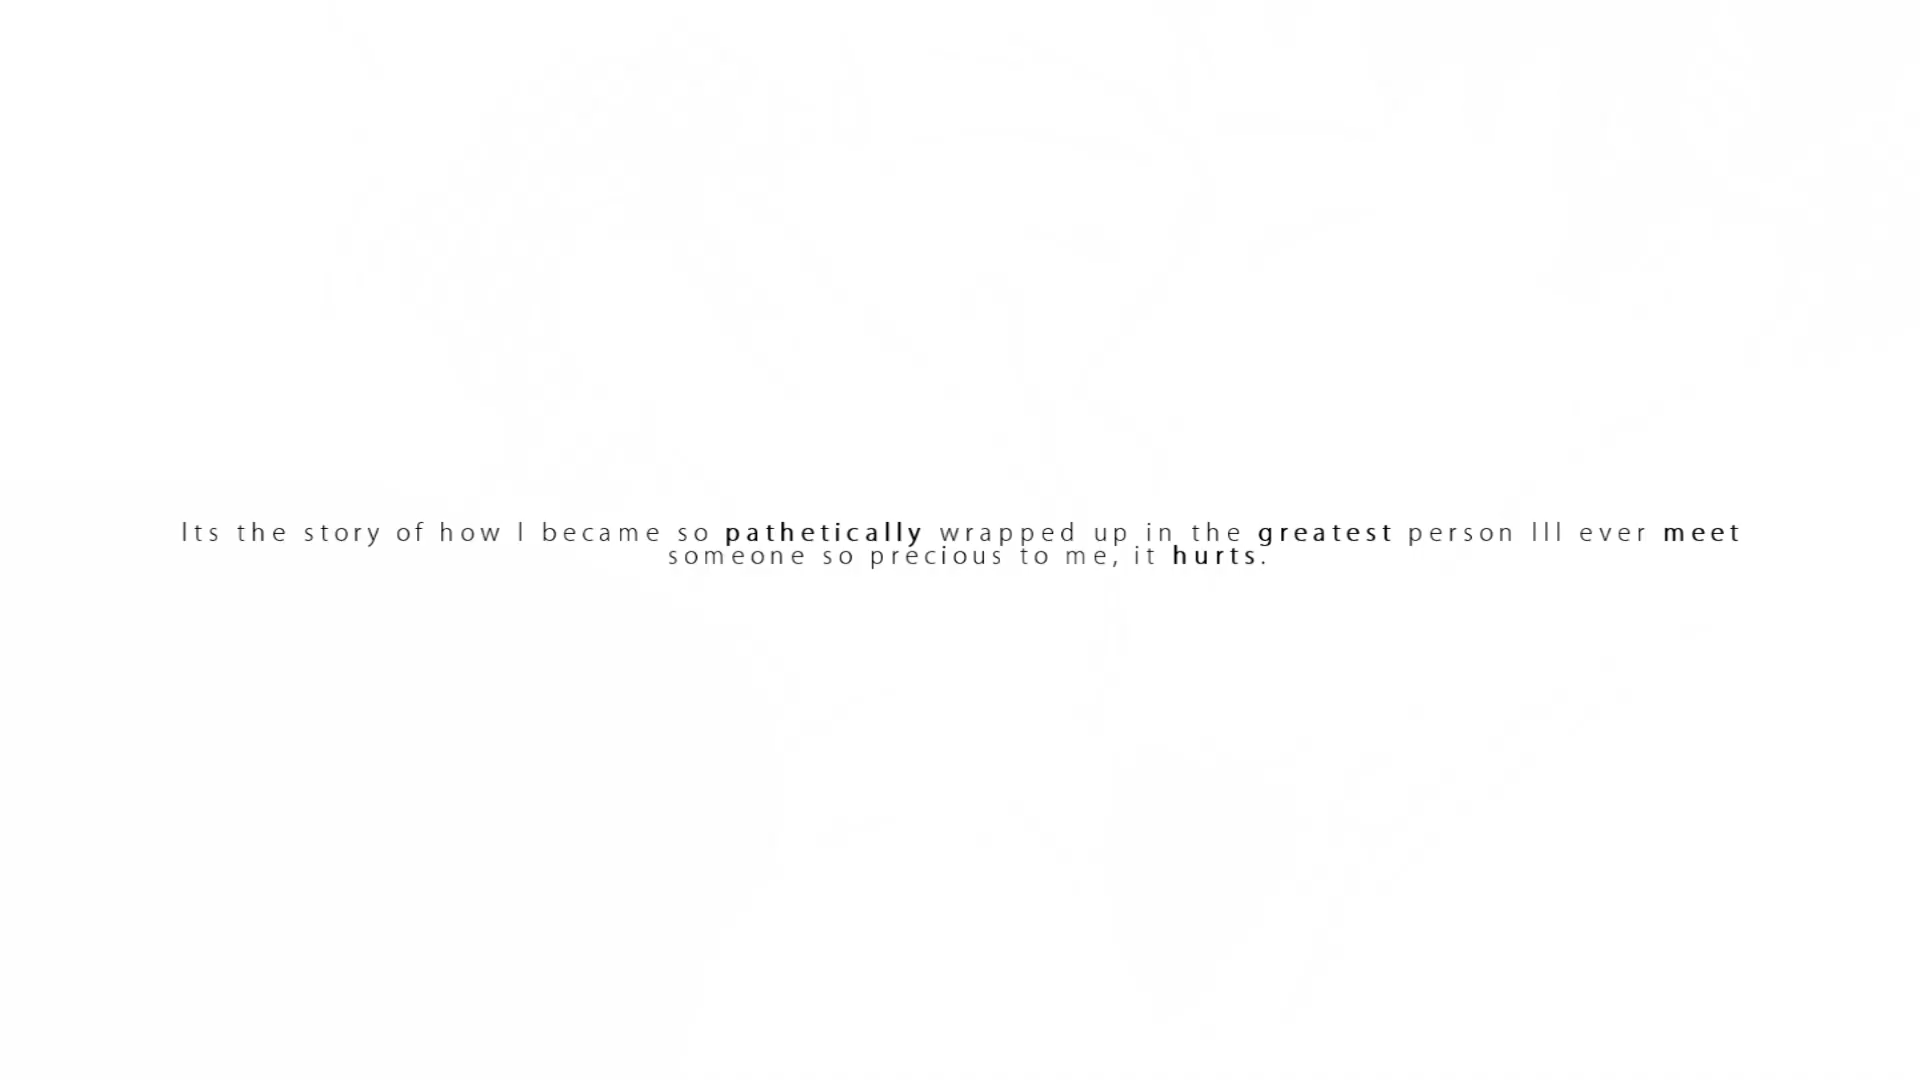 Its the story of how I became so pathetically wrapped up in the greatest person Ill ever meet
someone so precious to me, it hurts.